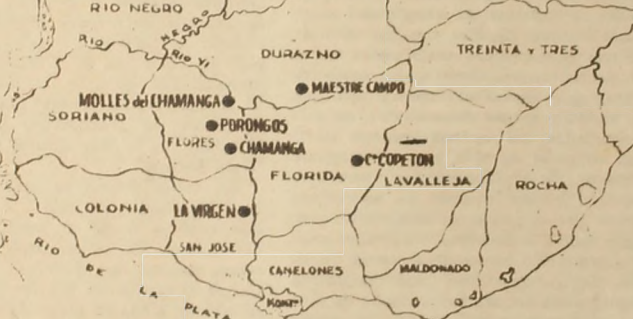 RIO NEGRO
NEGRO
RIO
RIO YI
DURAZNO
TREINTA Y TRES
MAESTRE CAMPO
MOLLES del CHAMANGA
SORIANO
PORONGOS
FLORES
CHAMANGA
Cº COPETON
FLORIDA
LAVALLEJA
ROCHA
COLONIA
LA VIRGEN
SAN JOSE
CANELONES
MALDONADO
RIO DE LA PLATA